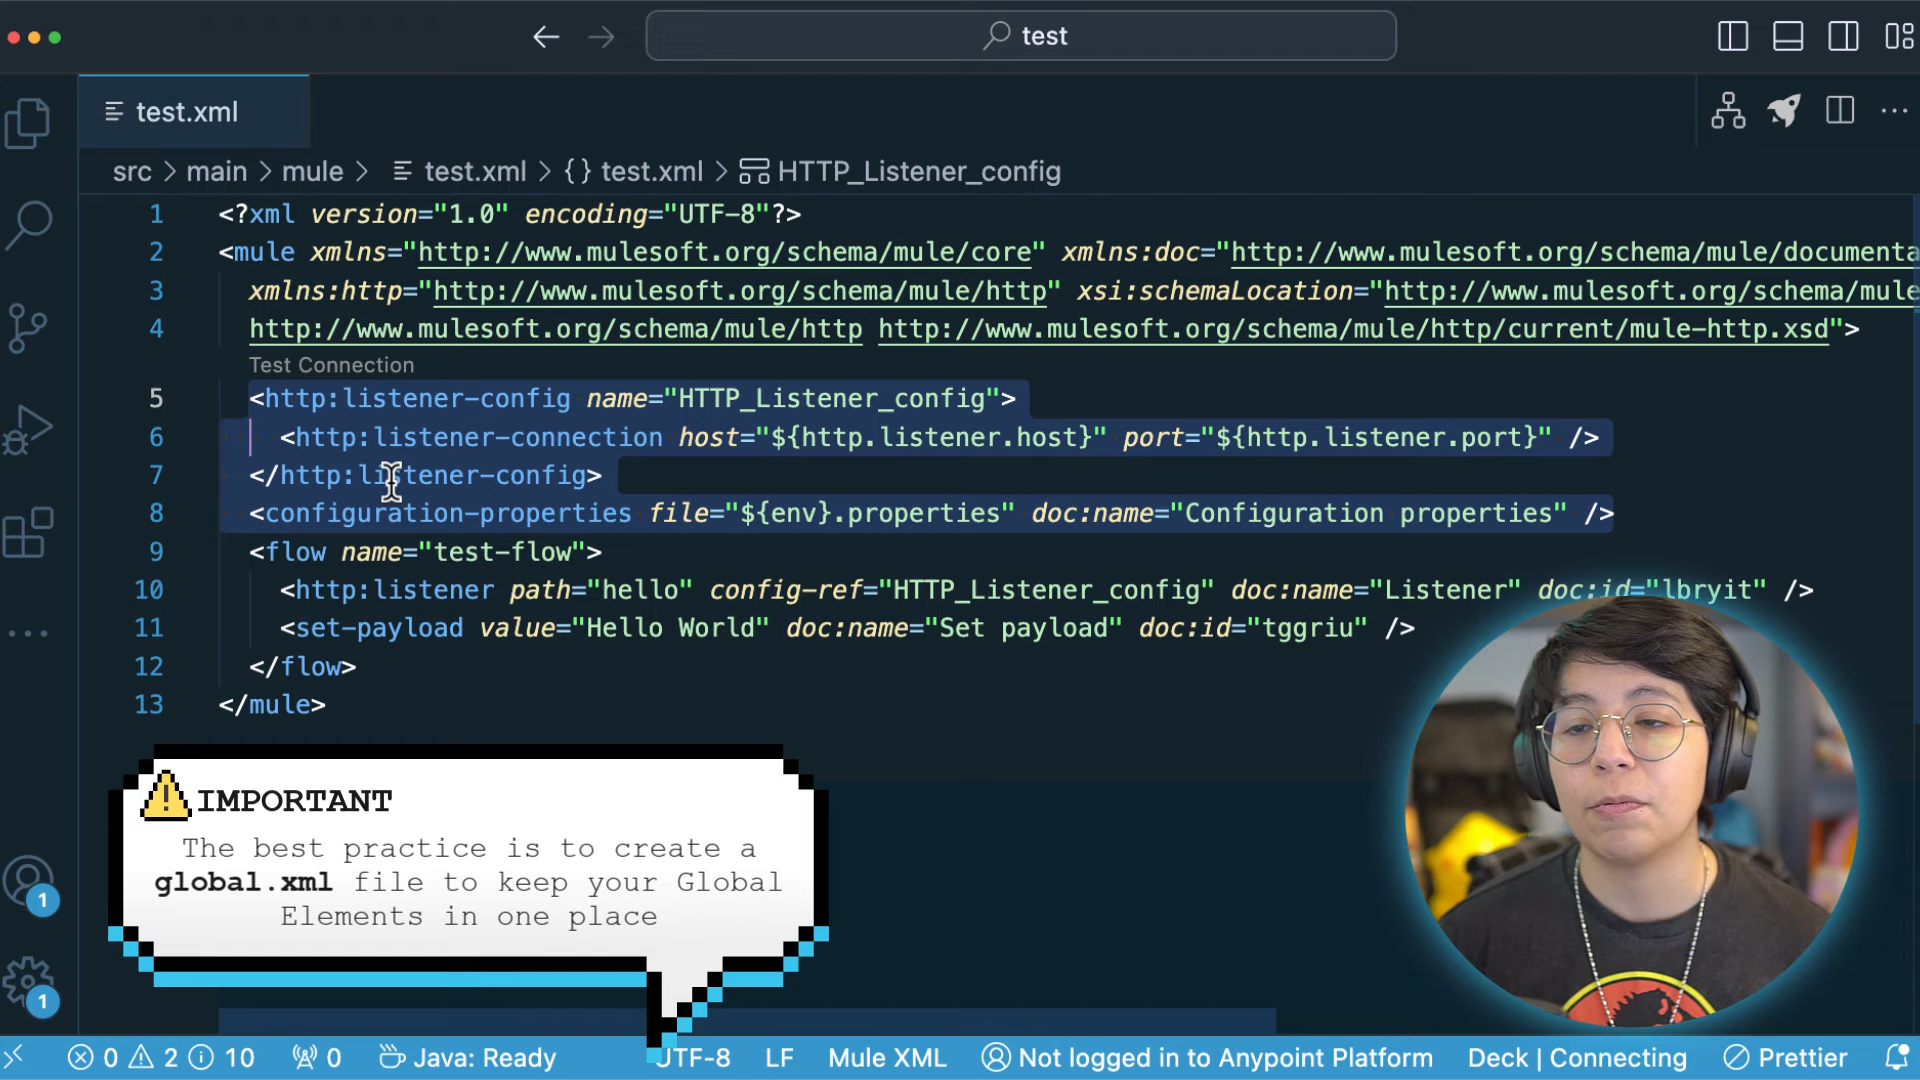 test
test.xml
src > main > mule > test.xml > {} test.xml > HTTP_Listener_config
1 <?xml version="1.0" encoding="UTF-8"?>
2 <mule xmlns="http://www.mulesoft.org/schema/mule/core" xmlns:doc="http://www.mulesoft.org/schema/mule/documenta
3 xmlns:http="http://www.mulesoft.org/schema/mule/http" xsi:schemaLocation="http://www.mulesoft.org/schema/mule
4 http://www.mulesoft.org/schema/mule/http http://www.mulesoft.org/schema/mule/http/current/mule-http.xsd">
Test Connection
5 <http:listener-config name="HTTP_Listener_config">
6 <http:listener-connection host="${http.listener.host}" port="${http.listener.port}" />
7 </http:listener-config>
8 <configuration-properties file="${env}.properties" doc:name="Configuration properties" />
9 <flow name="test-flow">
10 <http:listener path="hello" config-ref="HTTP_Listener_config" doc:name="Listener" doc:id="lbryit" />
11 <set-payload value="Hello World" doc:name="Set payload" doc:id="tggriu" />
12 </flow>
13 </mule>
IMPORTANT
The best practice is to create a
global.xml file to keep your Global
Elements in one place
1
1
0 2 10 0 Java: Ready UTF-8 LF Mule XML Not logged in to Anypoint Platform Deck | Connecting Prettier